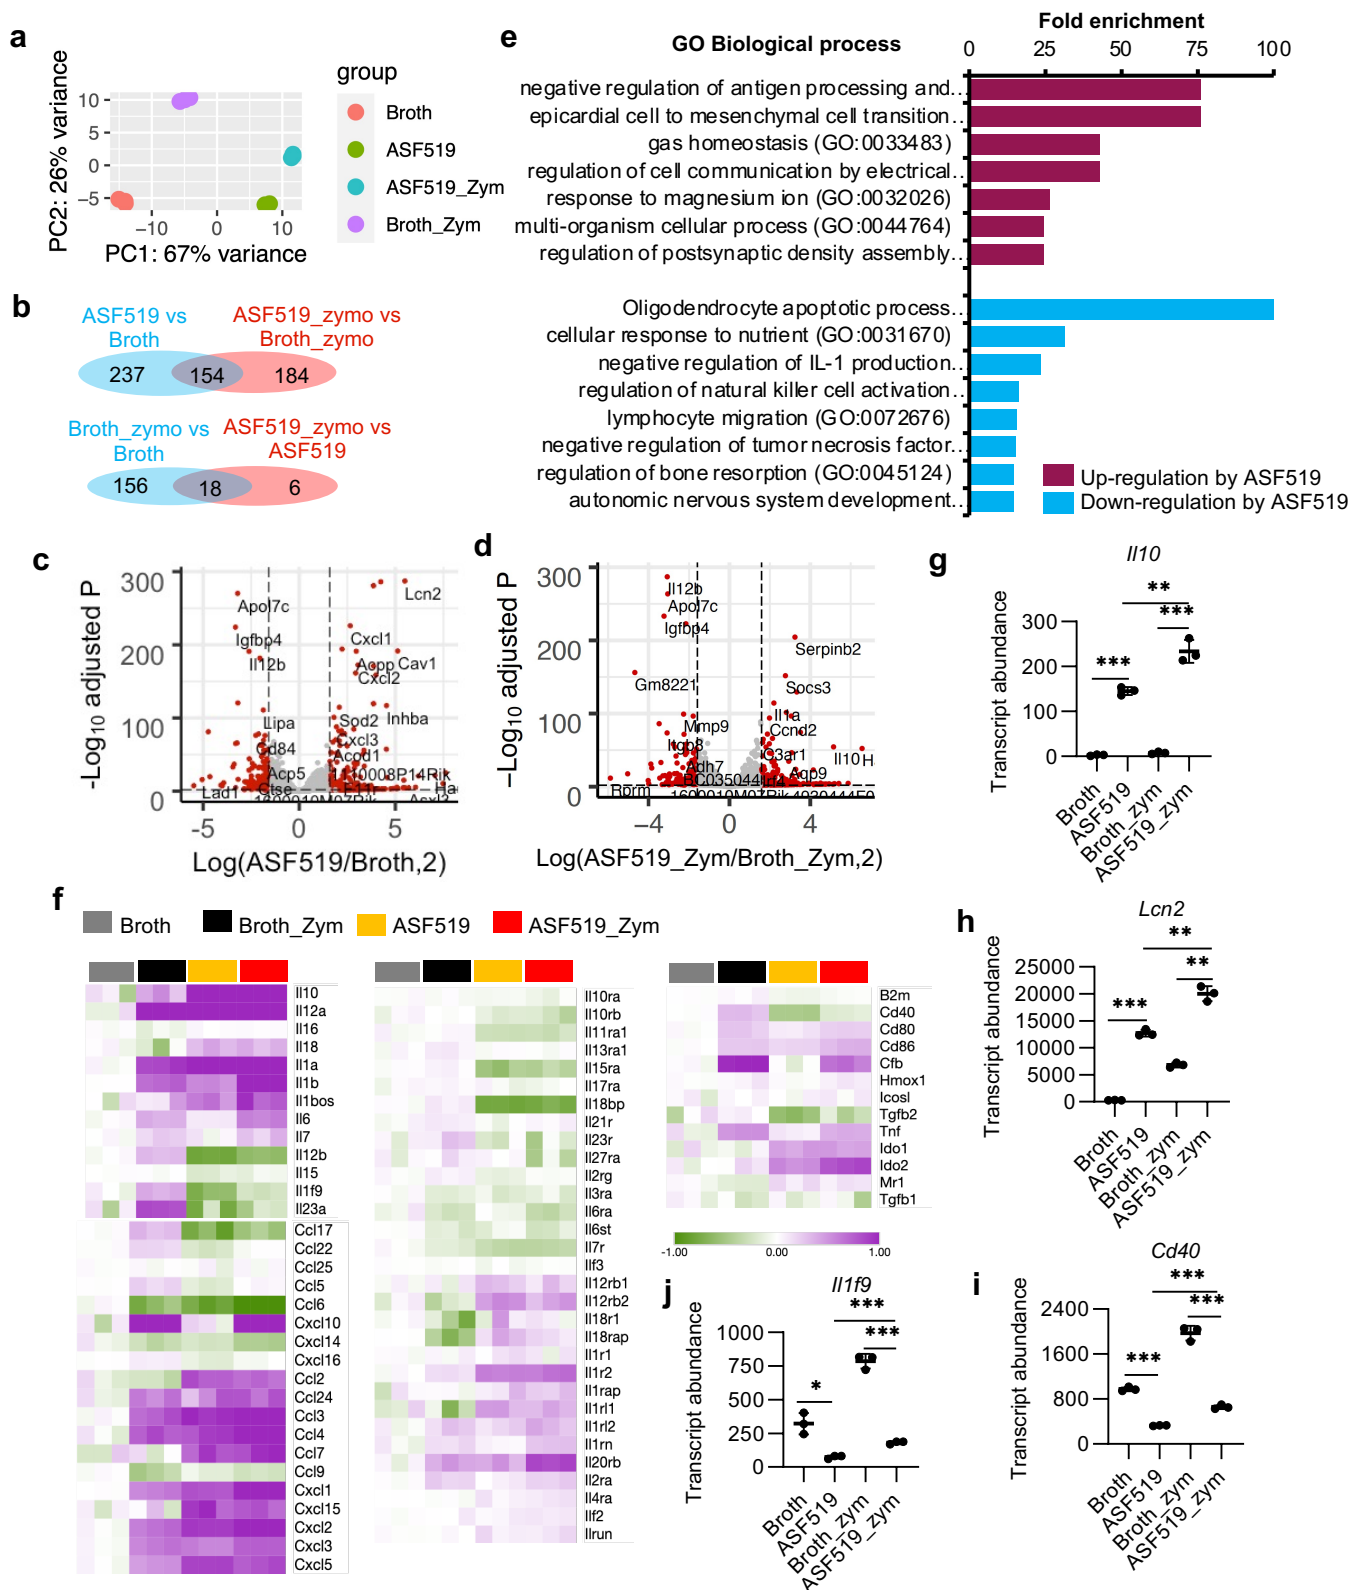 a
group
Broth
ASF519
ASF519_Zym
Broth_Zym
PC2: 26% variance
10
5
0
−5
−10
0
10
PC1: 67% variance
b
ASF519 vs
Broth
ASF519_zymo vs
Broth_zymo
237
154
184
Broth_zymo vs
Broth
ASF519_zymo vs
ASF519
156
18
6
e
GO Biological process
Fold enrichment
0
25
50
75
100
negative regulation of antigen processing and…
epicardial cell to mesenchymal cell transition…
gas homeostasis (GO:0033483)
regulation of cell communication by electrical…
response to magnesium ion (GO:0032026)
multi-organism cellular process (GO:0044764)
regulation of postsynaptic density assembly…
Oligodendrocyte apoptotic process…
cellular response to nutrient (GO:0031670)
negative regulation of IL-1 production…
regulation of natural killer cell activation…
lymphocyte migration (GO:0072676)
negative regulation of tumor necrosis factor…
regulation of bone resorption (GO:0045124)
autonomic nervous system development…
Up-regulation by ASF519
Down-regulation by ASF519
c
-Log10 adjusted P
300
200
100
0
Lcn2
Apol7c
Igfbp4
Il12b
Cxcl1
Acpp
Cav1
Cxcl2
Lipa
Sod2
Inhba
Cd84
Cxcl3
Acod1
Acp5
1110008P14Rik
Lad1
Ctse
-5
0
5
Log(ASF519/Broth,2)
d
−Log10 adjusted P
300
200
100
0
Il12b
Apol7c
Igfbp4
Serpinb2
Gm8221
Socs3
Il1a
Mmp9
Ccnd2
Itgb8
C3ar1
Il10
H
Adh7
Aqp9
BC035044
−4
0
4
Log(ASF519_Zym/Broth_Zym,2)
g
Il10
Transcript abundance
300
200
100
0
***
**
***
Broth
ASF519
Broth_zym
ASF519_zym
f
Broth
Broth_Zym
ASF519
ASF519_Zym
Il10
Il12a
Il16
Il18
Il1a
Il1b
Il1bos
Il6
Il7
Il12b
Il15
Il1f9
Il23a
Ccl17
Ccl22
Ccl25
Ccl5
Ccl6
Cxcl10
Cxcl14
Cxcl16
Ccl2
Ccl24
Ccl3
Ccl4
Ccl7
Ccl9
Cxcl1
Cxcl15
Cxcl2
Cxcl3
Cxcl5
Il10ra
Il10rb
Il11ra1
Il13ra1
Il15ra
Il17ra
Il18bp
Il21r
Il23r
Il27ra
Il2rg
Il3ra
Il6ra
Il6st
Il7r
Ilf3
Il12rb1
Il12rb2
Il18r1
Il18rap
Il1r1
Il1r2
Il1rap
Il1rl1
Il1rl2
Il1rn
Il20rb
Il2ra
Il4ra
Ilf2
Ilrun
B2m
Cd40
Cd80
Cd86
Cfb
Hmox1
Icosl
Tgfb2
Tnf
Ido1
Ido2
Mr1
Tgfb1
-1.00
0.00
1.00
h
Lcn2
Transcript abundance
25000
20000
15000
10000
5000
0
***
**
**
Broth
ASF519
Broth_zym
ASF519_zym
j
Il1f9
Transcript abundance
1000
750
500
250
0
*
***
***
Broth
ASF519
Broth_zym
ASF519_zym
i
Cd40
Transcript abundance
2400
1600
800
0
***
***
***
Broth
ASF519
Broth_zym
ASF519_zym